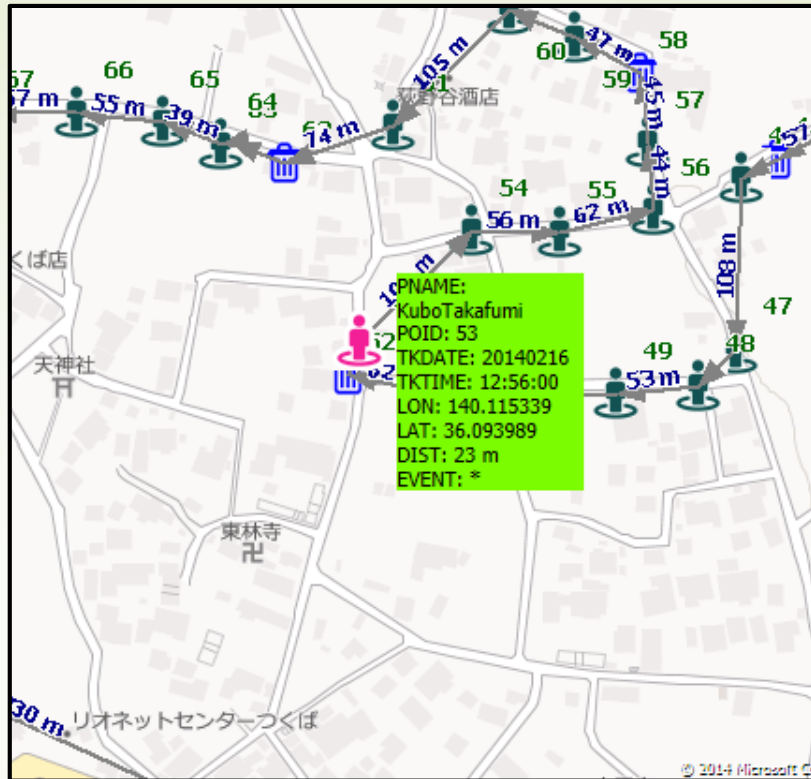 58
47 m
60
59
105 m
荻野谷酒店
45 m
57
66
65
64
57 m
55 m
39 m
74 m
44 m
56
54
55
56 m
62 m
108 m
くば店
47
天神社
PNAME:
KuboTakafumi
POID: 53
TKDATE: 20140216
TKTIME: 12:56:00
LON: 140.115339
LAT: 36.093989
DIST: 23 m
EVENT: *
49
48
53 m
東林寺
30 m
リオネットセンターつくば
© 2014 Microsoft C